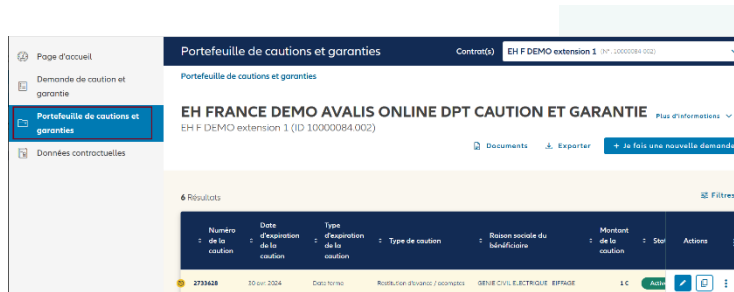 Page d'accueil
Demande de caution et
garantie
Portefeuille de cautions et
garanties
Données contractuelles
Portefeuille de cautions et garanties
Contrat(s) EH F DEMO extension 1 (N°. 10000084 002)
Portefeuille de cautions et garanties
EH FRANCE DEMO AVALIS ONLINE DPT CAUTION ET GARANTIE Plus d'informations
EH F DEMO extension 1 (ID 10000084.002)
Documents Exporter + Je fais une nouvelle demande
6 Résultats Filtres
Numéro
de la
caution
Date
d'expiration
de la
caution
Type
d'expiration
de la
caution
Type de caution
Raison sociale du
bénéficiaire
Montant
de la
caution
Stat
Actions
2733628 30 avr. 2024 Date ferme Restitution d'avance / acomptes GENIE CIVIL ELECTRIQUE EIFFAGE 1 € Activ